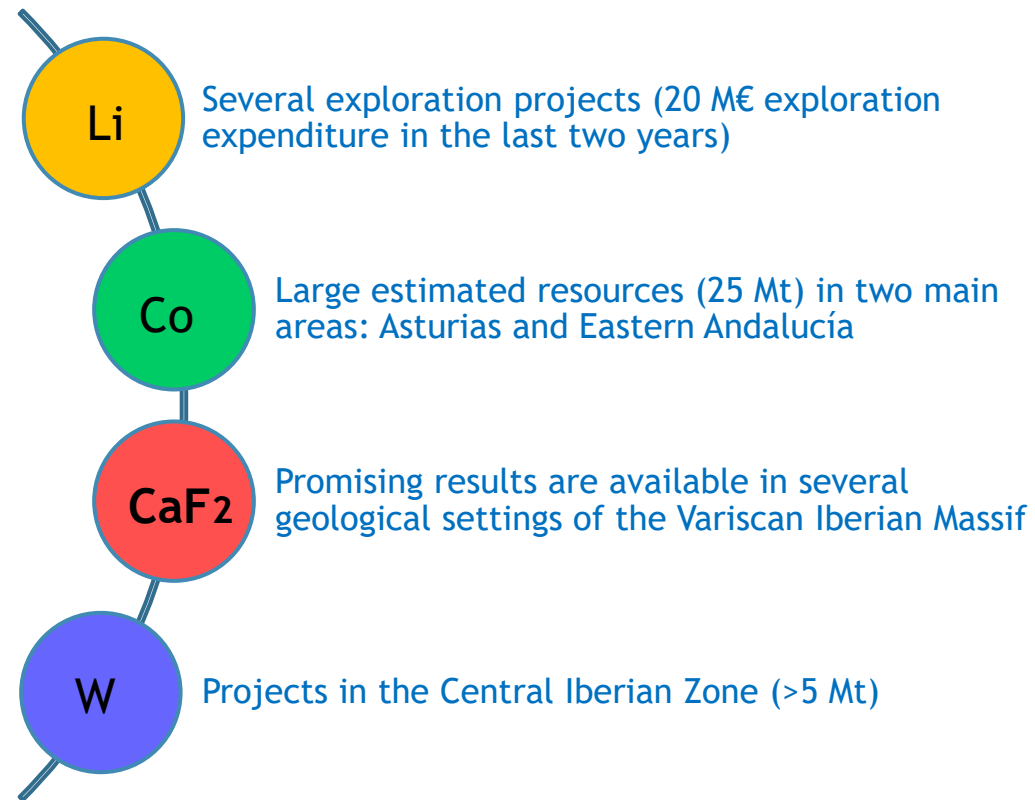 Li
Several exploration projects (20 M€ exploration
expenditure in the last two years)
Co
Large estimated resources (25 Mt) in two main
areas: Asturias and Eastern Andalucía
CaF2
Promising results are available in several
geological settings of the Variscan Iberian Massif
W
Projects in the Central Iberian Zone (>5 Mt)